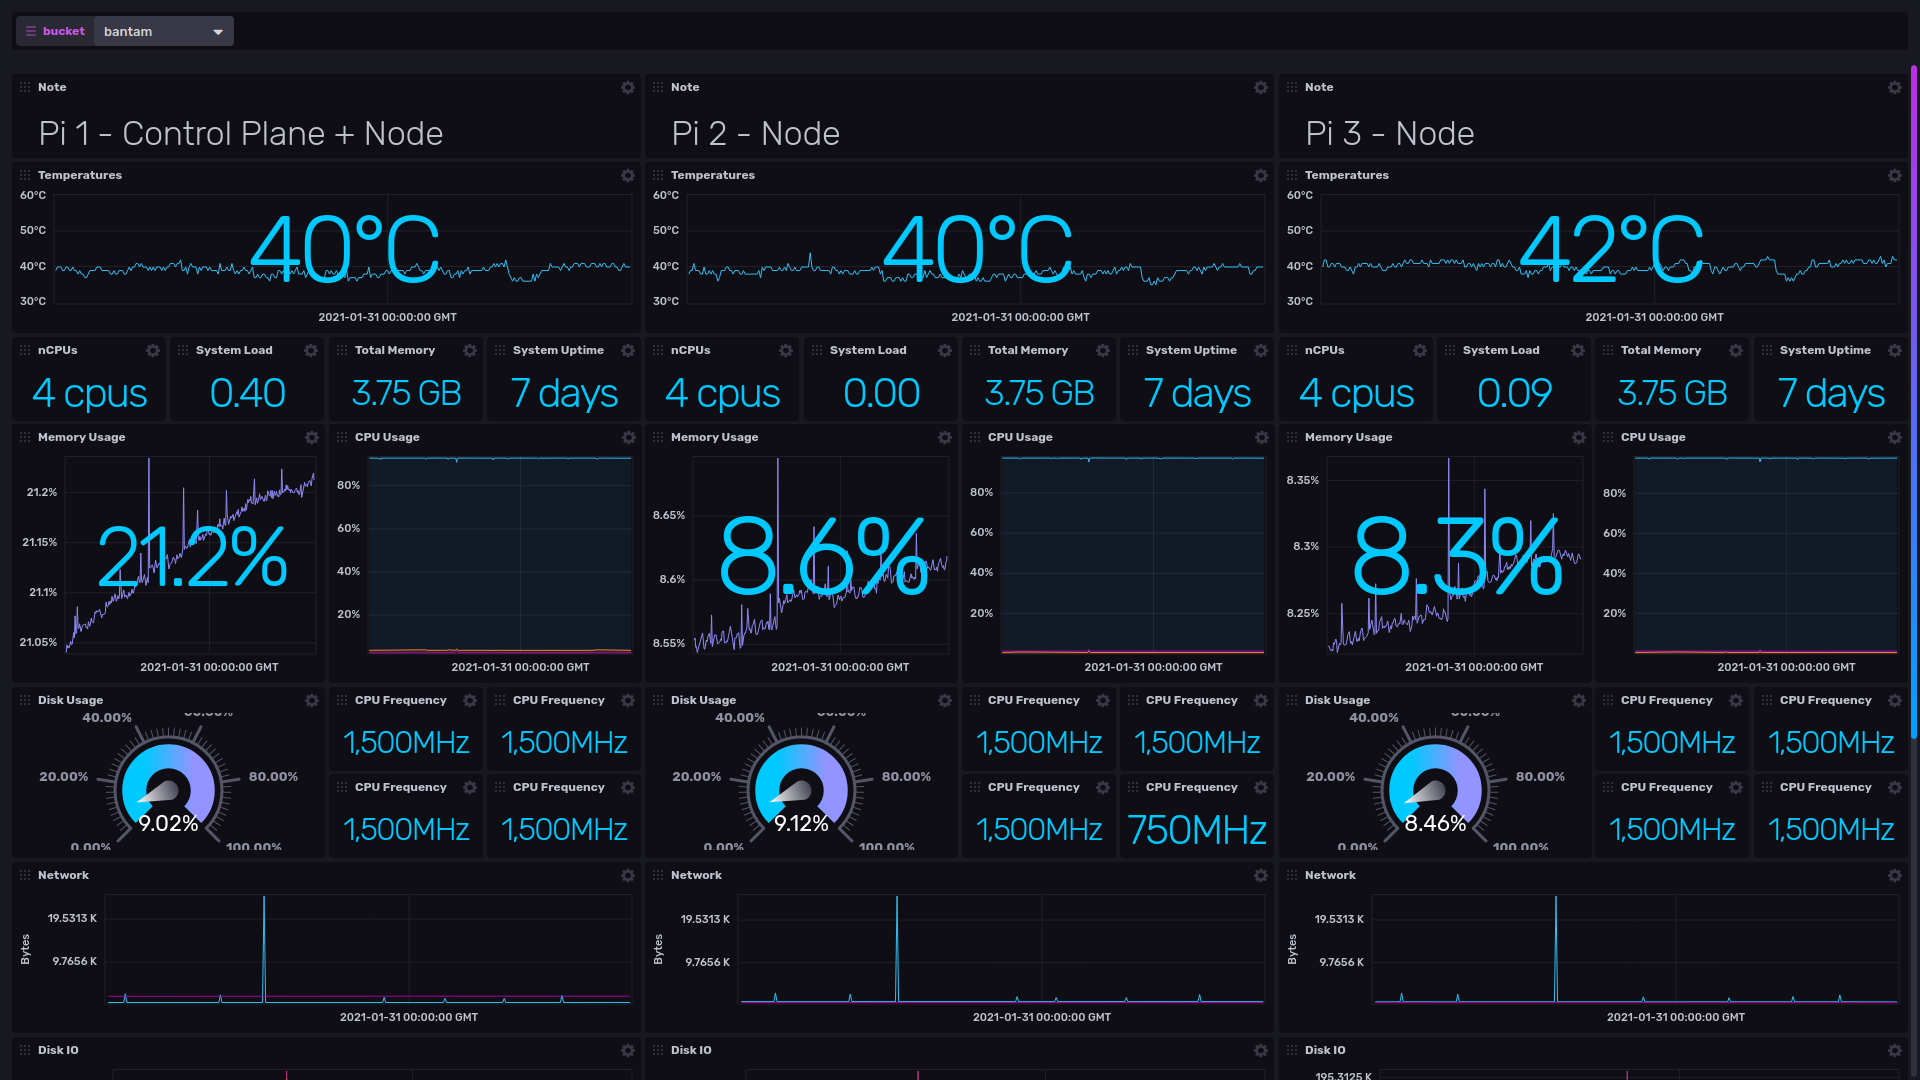 bucket bantam
Note
Pi 1 - Control Plane + Node
Note
Pi 2 - Node
Note
Pi 3 - Node
Temperatures
60°C
50°C
40°C
30°C
40°C
2021-01-31 00:00:00 GMT
Temperatures
60°C
50°C
40°C
30°C
40°C
2021-01-31 00:00:00 GMT
Temperatures
60°C
50°C
40°C
30°C
42°C
2021-01-31 00:00:00 GMT
nCPUs
4 cpus
System Load
0.40
Total Memory
3.75 GB
System Uptime
7 days
nCPUs
4 cpus
System Load
0.00
Total Memory
3.75 GB
System Uptime
7 days
nCPUs
4 cpus
System Load
0.09
Total Memory
3.75 GB
System Uptime
7 days
Memory Usage
21.2%
21.15%
21.1%
21.05%
21.2%
2021-01-31 00:00:00 GMT
CPU Usage
80%
60%
40%
20%
2021-01-31 00:00:00 GMT
Memory Usage
8.65%
8.6%
8.55%
8.6%
2021-01-31 00:00:00 GMT
CPU Usage
80%
60%
40%
20%
2021-01-31 00:00:00 GMT
Memory Usage
8.35%
8.3%
8.25%
8.3%
2021-01-31 00:00:00 GMT
CPU Usage
80%
60%
40%
20%
2021-01-31 00:00:00 GMT
Disk Usage
40.00%
20.00%
80.00%
9.02%
0.00%
100.00%
CPU Frequency
1,500MHz
CPU Frequency
1,500MHz
CPU Frequency
1,500MHz
CPU Frequency
1,500MHz
Disk Usage
40.00%
20.00%
80.00%
9.12%
0.00%
100.00%
CPU Frequency
1,500MHz
CPU Frequency
1,500MHz
CPU Frequency
1,500MHz
CPU Frequency
750MHz
Disk Usage
40.00%
20.00%
80.00%
8.46%
0.00%
100.00%
CPU Frequency
1,500MHz
CPU Frequency
1,500MHz
CPU Frequency
1,500MHz
CPU Frequency
1,500MHz
Network
Bytes
19.5313 K
9.7656 K
2021-01-31 00:00:00 GMT
Network
Bytes
19.5313 K
9.7656 K
2021-01-31 00:00:00 GMT
Network
Bytes
19.5313 K
9.7656 K
2021-01-31 00:00:00 GMT
Disk IO
Disk IO
Disk IO
195.3125 K